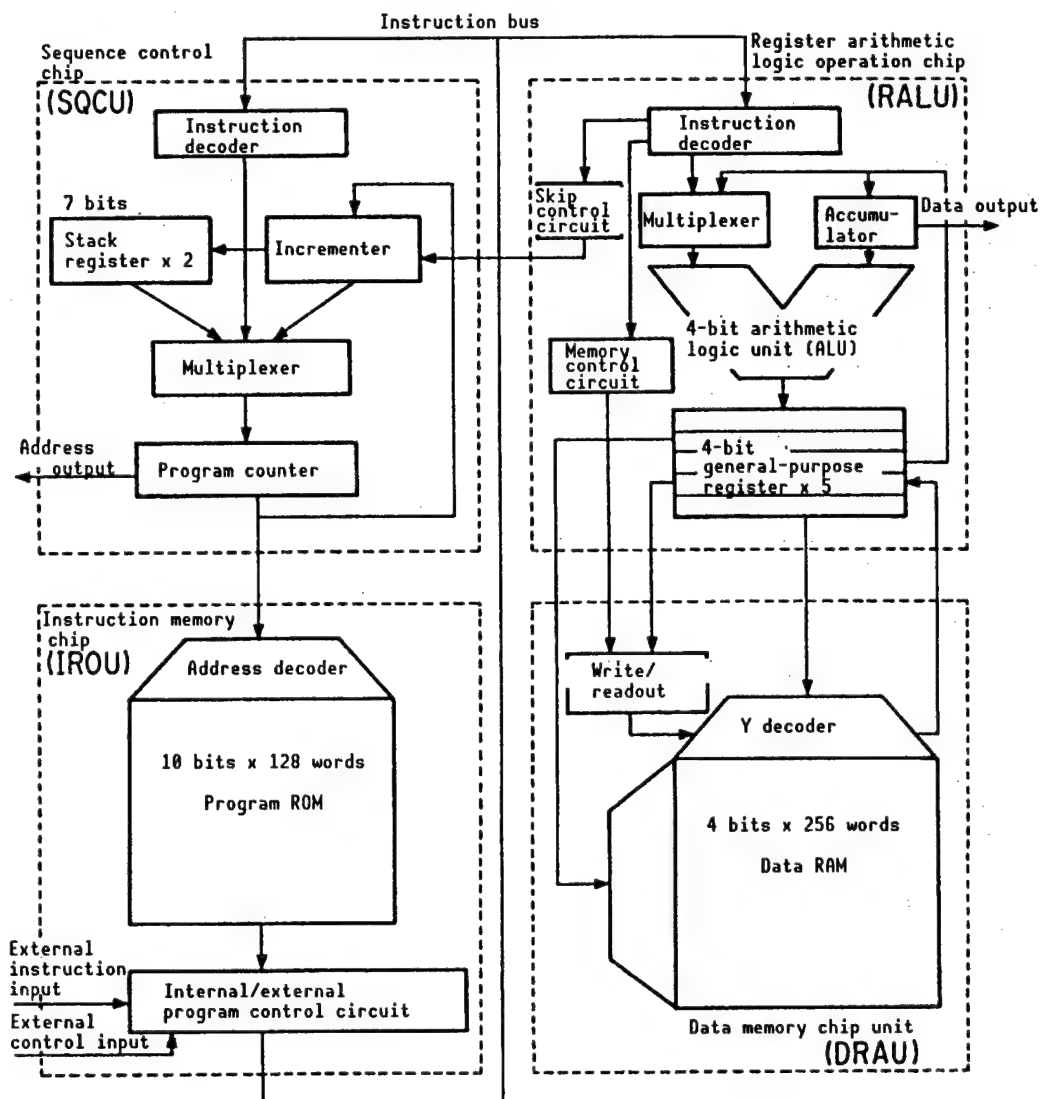 Instruction bus
Sequence control
chip
(SQCU)
Instruction
decoder
7 bits
Stack
register x 2
Incrementer
Multiplexer
Address
output
Program counter
Register arithmetic
logic operation chip
(RALU)
Instruction
decoder
Skip
control
circuit
Multiplexer
Accumu-
lator
Data output
4-bit arithmetic
logic unit (ALU)
Memory
control
circuit
4-bit
general-purpose
register x 5
Instruction memory
chip
(IROU)
Address decoder
10 bits x 128 words
Program ROM
External
instruction
input
External
control input
Internal/external
program control circuit
Write/
readout
Y decoder
4 bits x 256 words
Data RAM
Data memory chip unit
(DRAU)